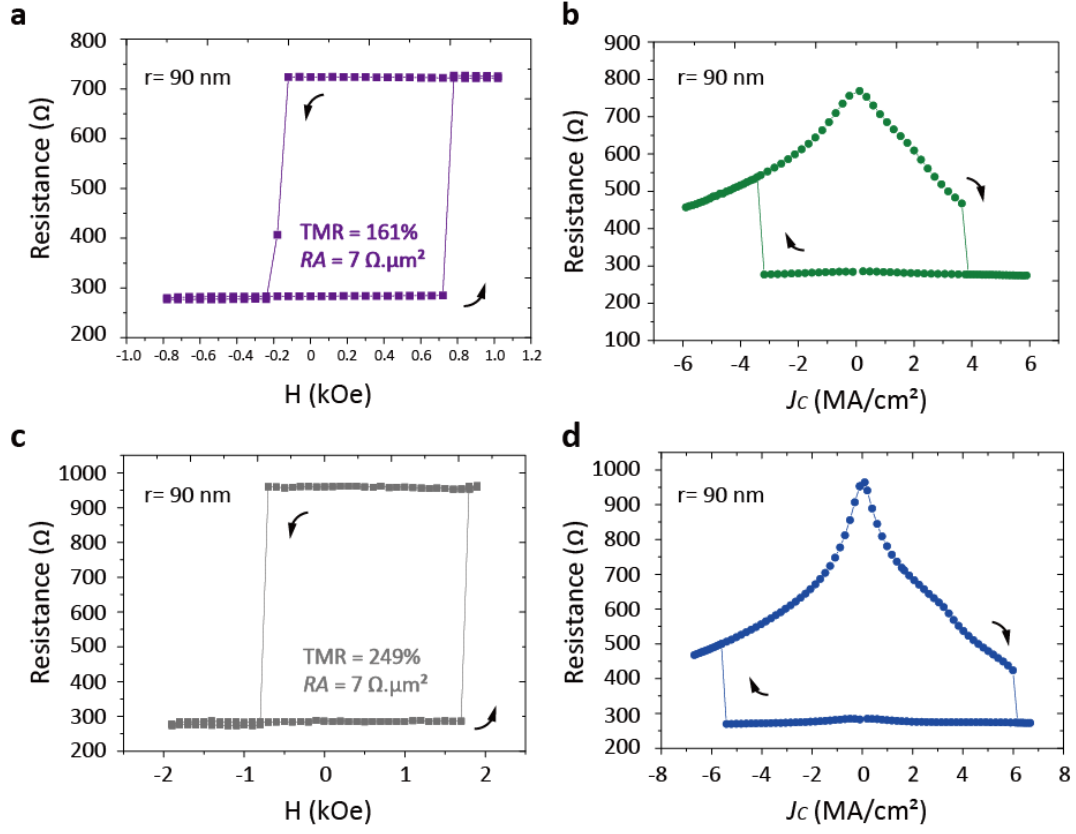 a
r= 90 nm
TMR = 161%
RA = 7 Ω.µm²
Resistance (Ω)
800
700
600
500
400
300
200
-1.0 -0.8 -0.6 -0.4 -0.2 0 0.2 0.4 0.6 0.8 1.0 1.2
H (kOe)
b
r= 90 nm
Resistance (Ω)
900
800
700
600
500
400
300
200
100
-6 -4 -2 0 2 4 6
Jc (MA/cm²)
c
r= 90 nm
TMR = 249%
RA = 7 Ω.µm²
Resistance (Ω)
1000
900
800
700
600
500
400
300
200
-2 -1 0 1 2
H (kOe)
d
r= 90 nm
Resistance (Ω)
1000
900
800
700
600
500
400
300
200
-8 -6 -4 -2 0 2 4 6 8
Jc (MA/cm²)